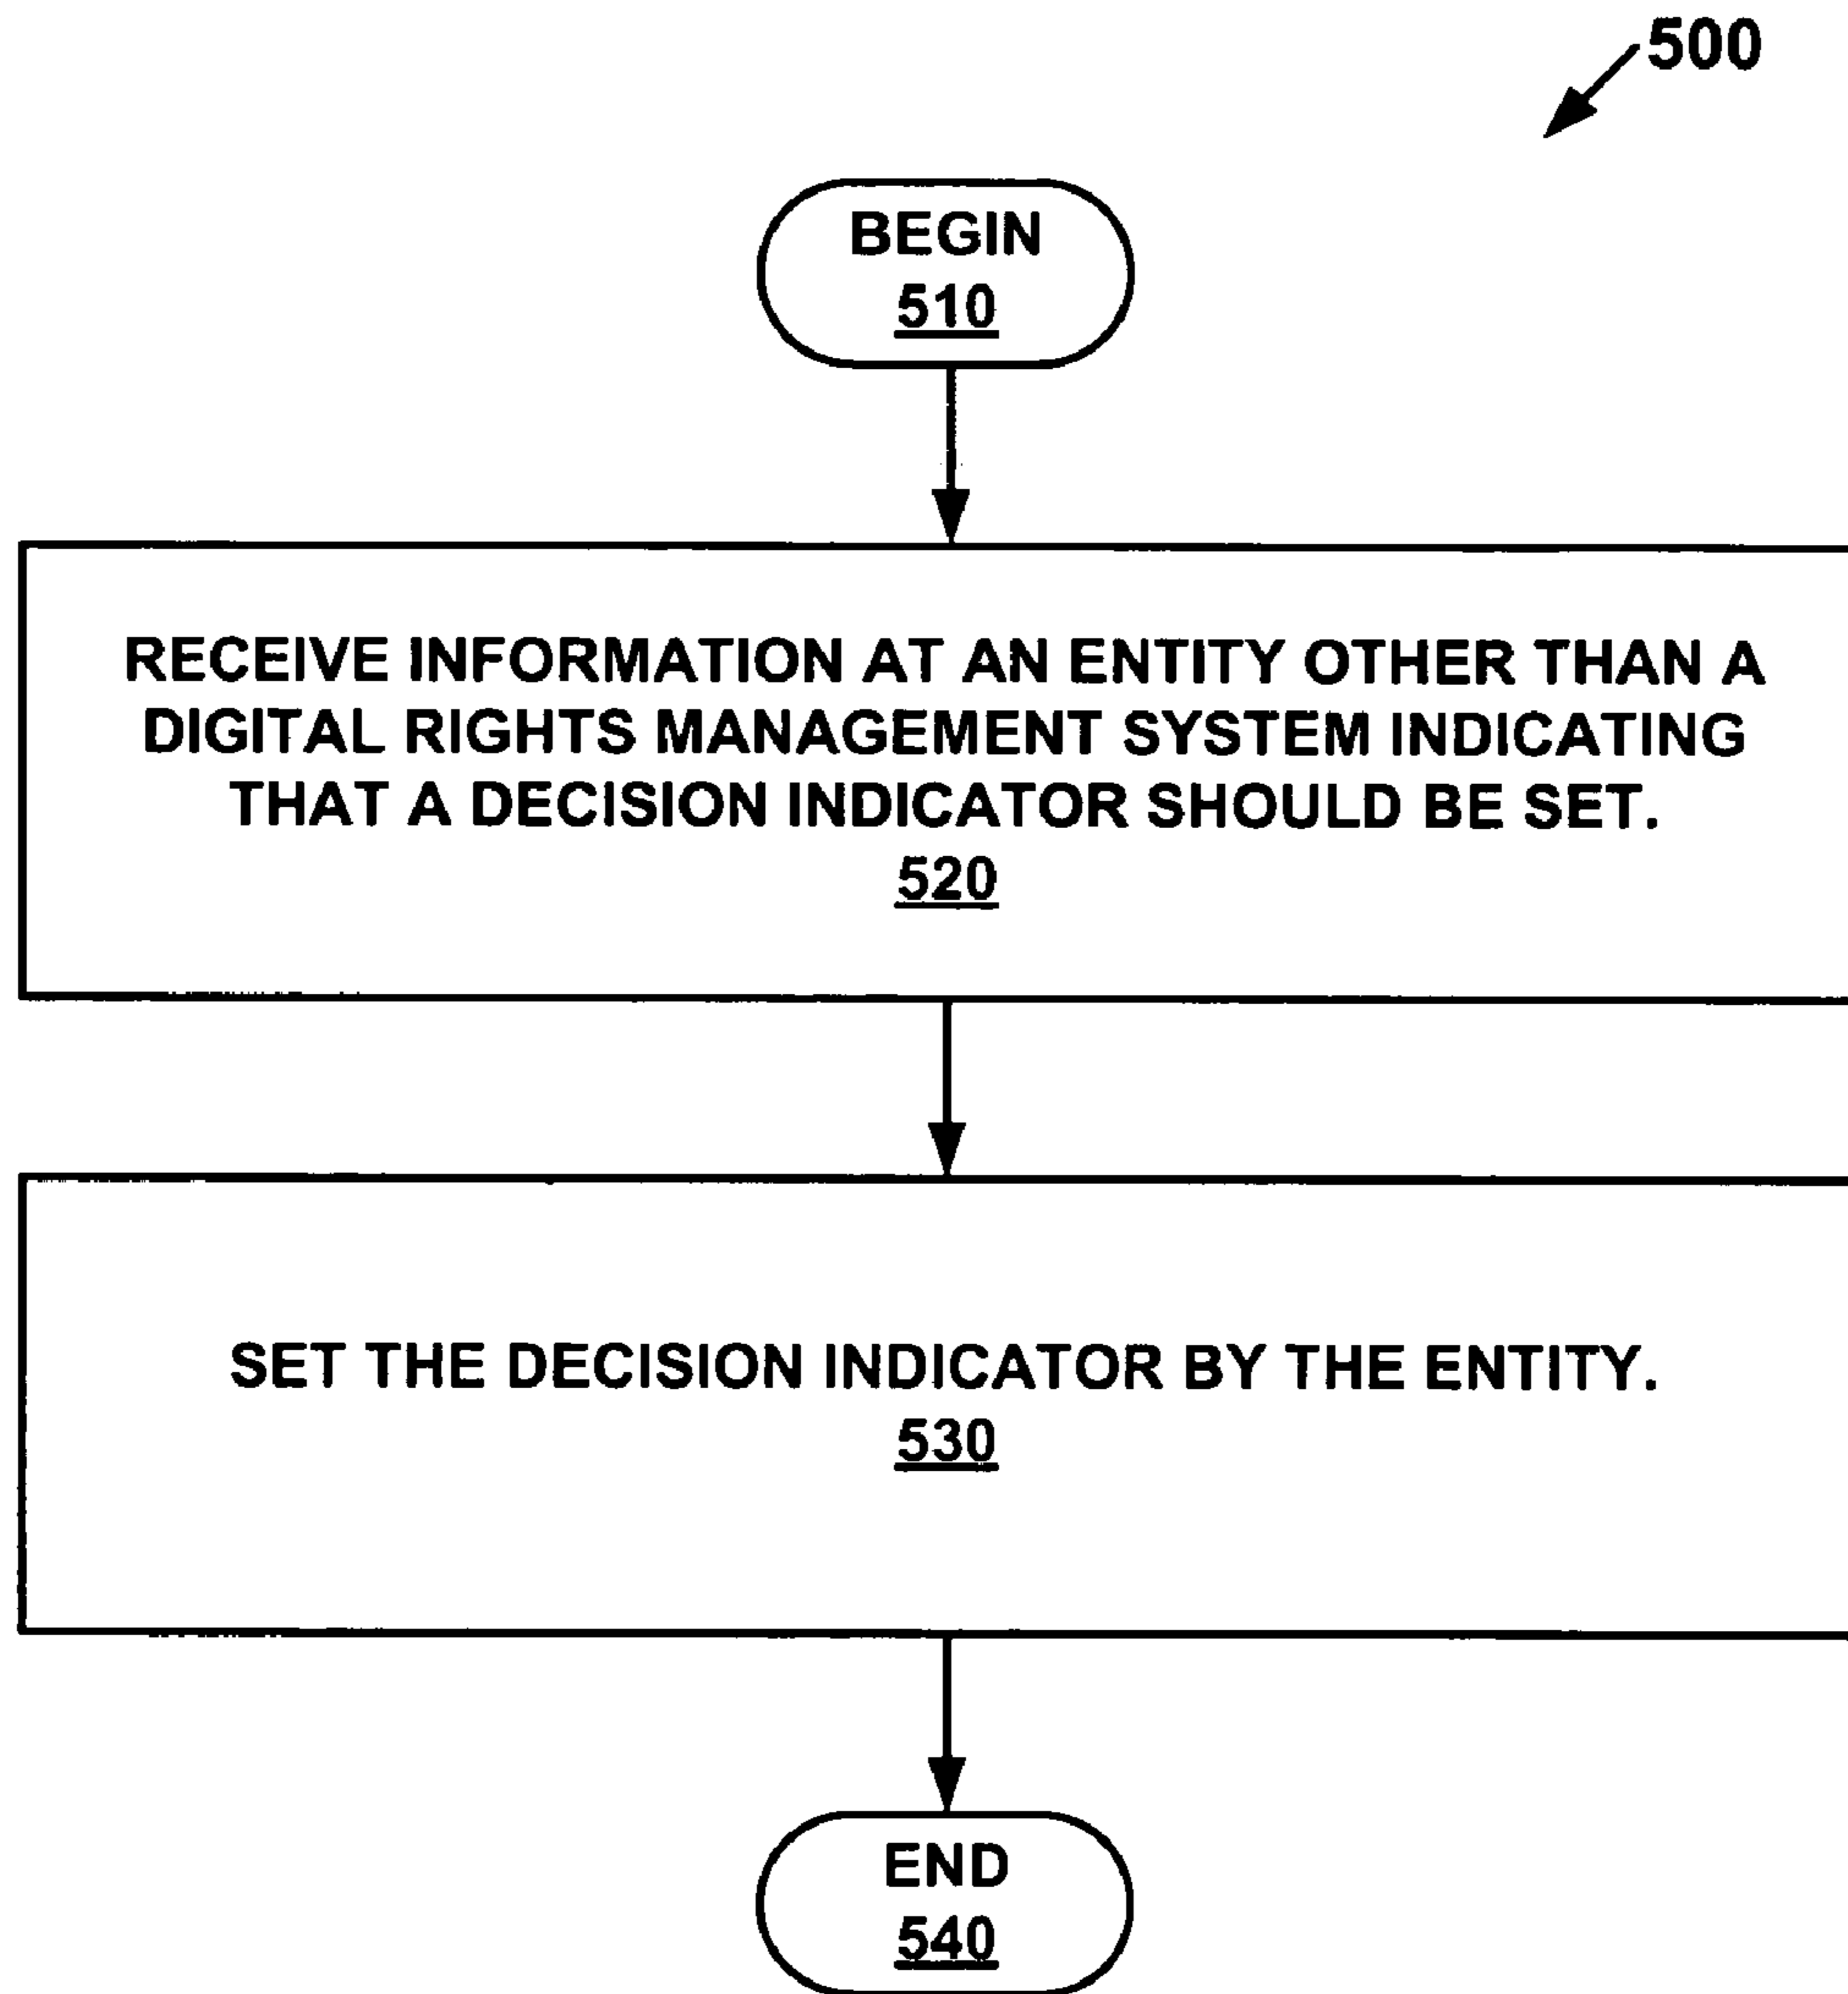 500
BEGIN
510
RECEIVE INFORMATION AT AN ENTITY OTHER THAN A
DIGITAL RIGHTS MANAGEMENT SYSTEM INDICATING
THAT A DECISION INDICATOR SHOULD BE SET.
520
SET THE DECISION INDICATOR BY THE ENTITY.
530
END
540